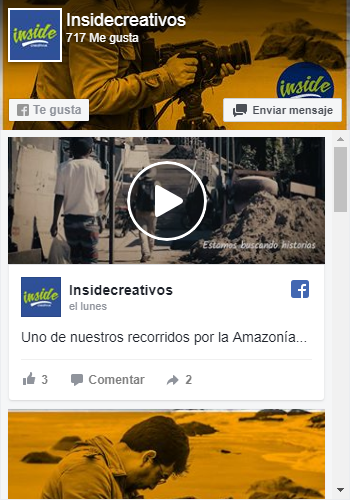 inside
Insidecreativos
717 Me gusta
inside
Te gusta
Enviar mensaje
Estamos buscando historias
inside
Insidecreativos
el lunes
Uno de nuestros recorridos por la Amazonía...
3
Comentar
2